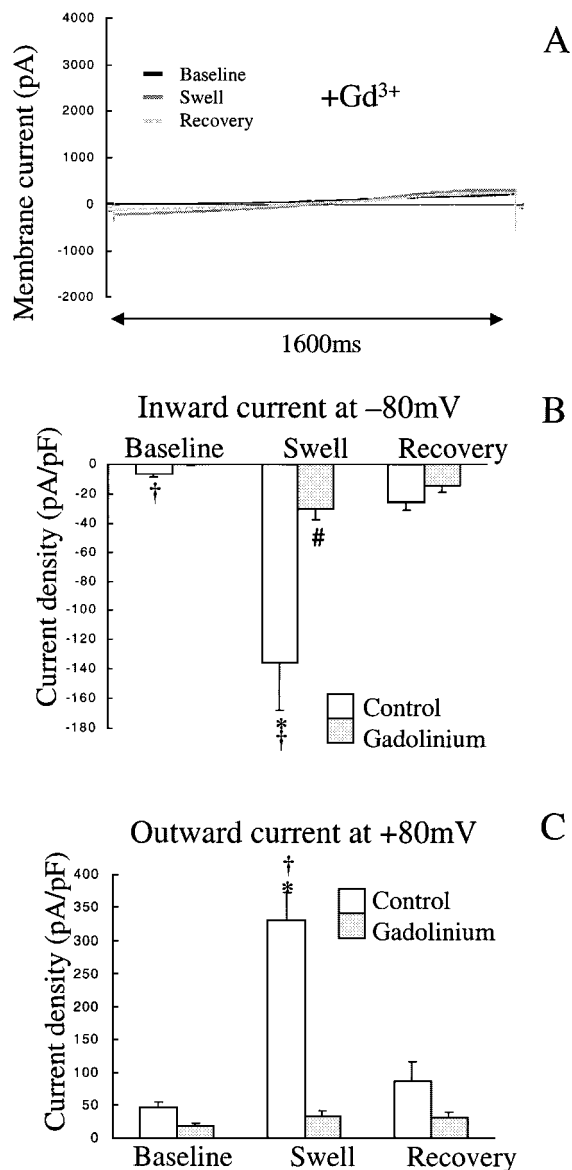 A
Membrane current (pA)
4000
3000
2000
1000
0
-1000
-2000
Baseline
Swell
Recovery
+Gd³⁺
1600ms
B
Inward current at –80mV
Baseline Swell Recovery
Current density (pA/pF)
0
-20
-40
-60
-80
-100
-120
-140
-160
-180
†
#
*
‡
Control
Gadolinium
C
Outward current at +80mV
Current density (pA/pF)
400
350
300
250
200
150
100
50
0
†
*
Control
Gadolinium
Baseline Swell Recovery